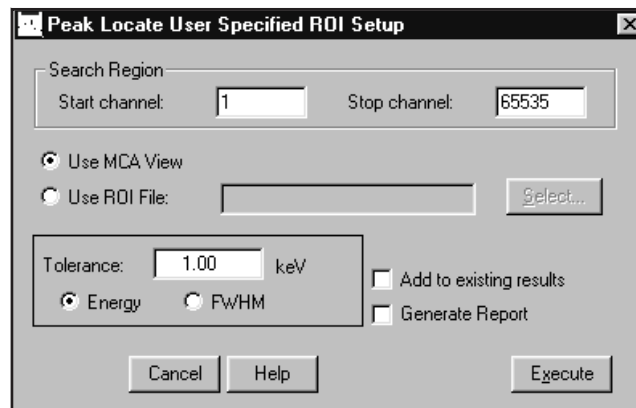 Peak Locate User Specified ROI Setup
Search Region
Start channel: 1 Stop channel: 65535
Use MCA View
Use ROI File: Select...
Tolerance: 1.00 keV
Energy FWHM
Add to existing results
Generate Report
Cancel Help Execute